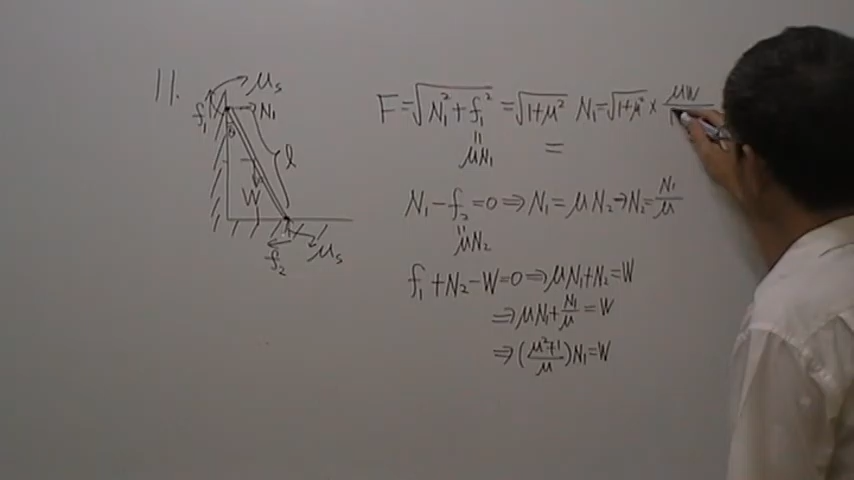 11.
μs
f₁ N₁
θ
l
W
f₂ μs
F = √(N₁² + f₁²) = √(1+μ²) N₁ = √(1+μ²) × μW
μN₁ =
N₁ - f₂ = 0 ⇒ N₁ = μN₂ → N₂ = N₁/μ
μN₂
f₁ + N₂ - W = 0 ⇒ μN₁ + N₂ = W
⇒ μN₁ + N₁/μ = W
⇒ (μ²+1/μ)N₁ = W